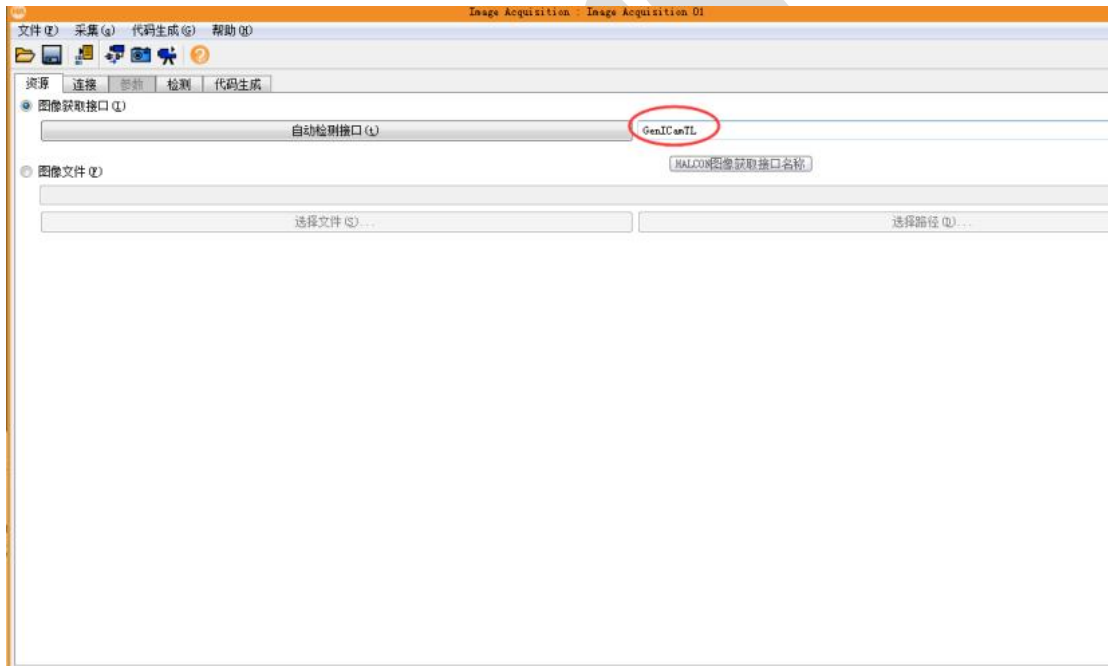 Image Acquisition : Image Acquisition 01
文件(F) 采集(a) 代码生成(G) 帮助(H)
资源 连接 参数 检测 代码生成
图像获取接口(I)
自动检测接口(t) GenICamTL
HALCON图像获取接口名称
图像文件(F)
选择文件(S)... 选择路径(D)...